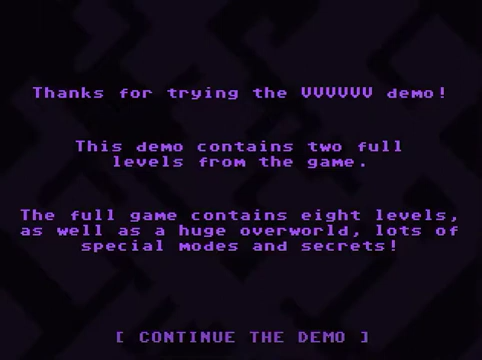 Thanks for trying the VVVVVV demo!
This demo contains two full
levels from the game.
The full game contains eight levels,
as well as a huge overworld, lots of
special modes and secrets!
[ CONTINUE THE DEMO ]